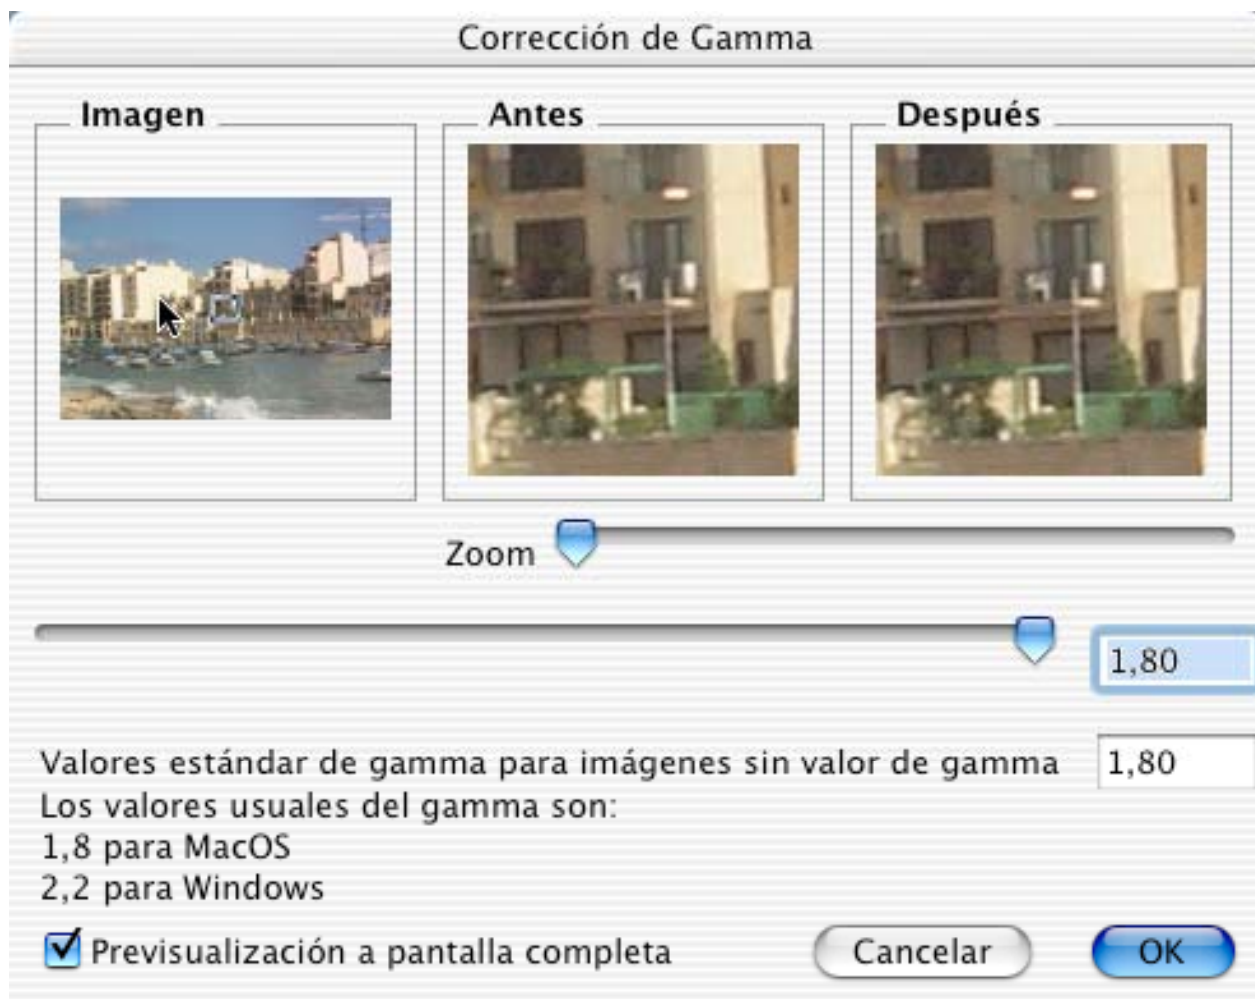 Corrección de Gamma
Imagen
Antes
Después
Zoom
1,80
Valores estándar de gamma para imágenes sin valor de gamma
1,80
Los valores usuales del gamma son:
1,8 para MacOS
2,2 para Windows
Previsualización a pantalla completa
Cancelar
OK